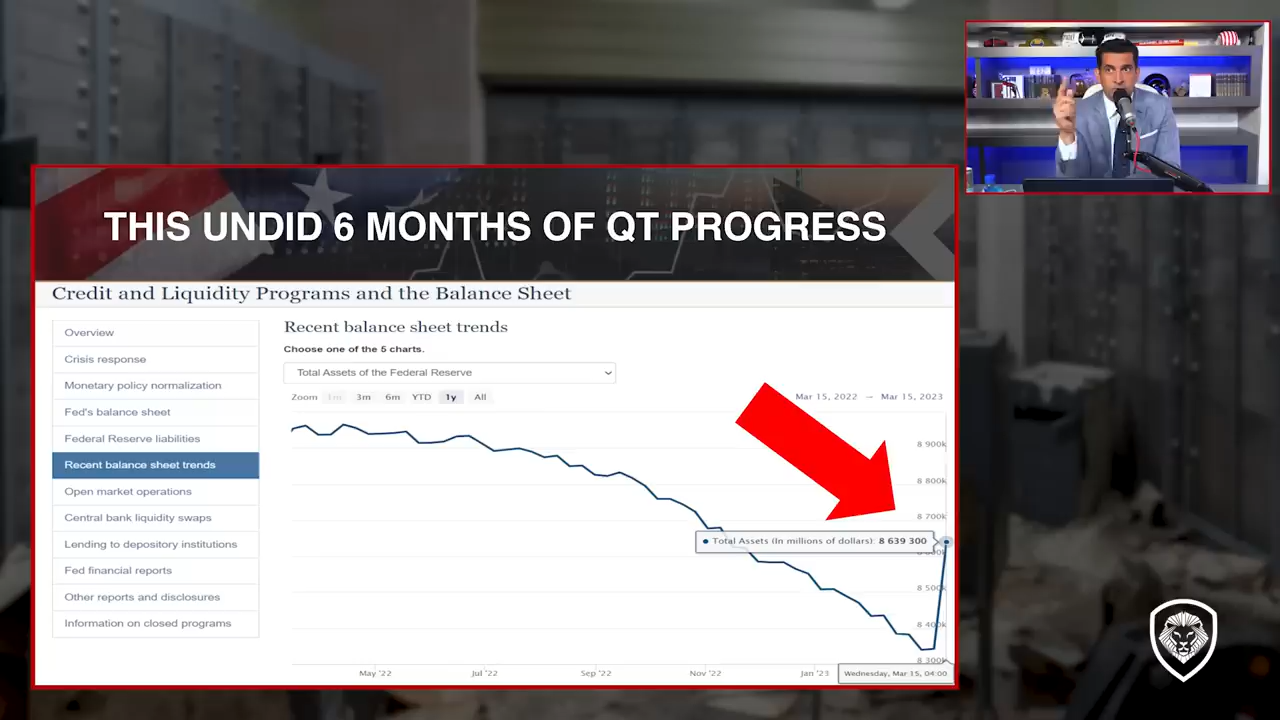 THIS UNDID 6 MONTHS OF QT PROGRESS
Credit and Liquidity Programs and the Balance Sheet
Overview
Crisis response
Monetary policy normalization
Fed's balance sheet
Federal Reserve liabilities
Recent balance sheet trends
Open market operations
Central bank liquidity swaps
Lending to depository institutions
Fed financial reports
Other reports and disclosures
Information on closed programs
Recent balance sheet trends
Choose one of the 5 charts.
Total Assets of the Federal Reserve
Zoom 1m 3m 6m YTD 1y All
Mar 15, 2022 → Mar 15, 2023
8 900k
8 800k
8 700k
Total Assets (In millions of dollars): 8 639 300
8 500k
8 400k
8 300k
May '22 Jul '22 Sep '22 Nov '22 Jan '23
Wednesday, Mar 15, 04:00